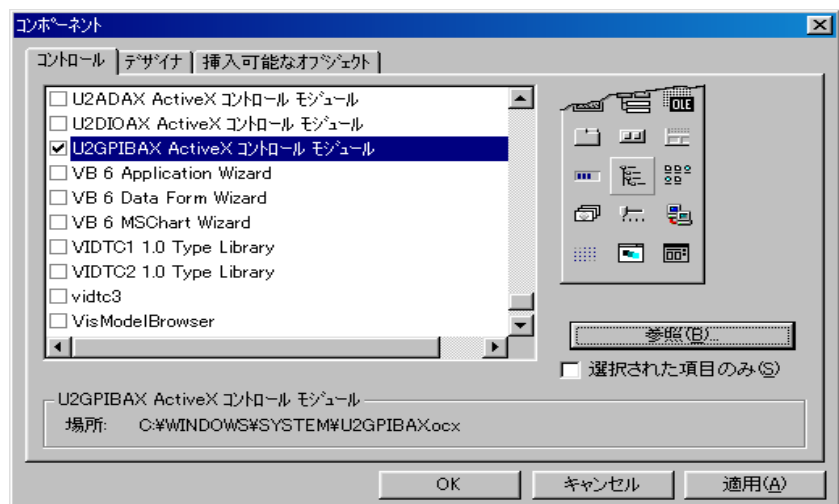 コンポーネント
コントロール デザイナ 挿入可能なオブジェクト
U2ADAX ActiveX コントロール モジュール
U2DIOAX ActiveX コントロール モジュール
U2GPIBAX ActiveX コントロール モジュール
VB 6 Application Wizard
VB 6 Data Form Wizard
VB 6 MSChart Wizard
VIDTC1 1.0 Type Library
VIDTC2 1.0 Type Library
vidtc3
VisModelBrowser
OLE
参照(B)...
選択された項目のみ(S)
U2GPIBAX ActiveX コントロール モジュール
場所: C:¥WINDOWS¥SYSTEM¥U2GPIBAX.ocx
OK キャンセル 適用(A)